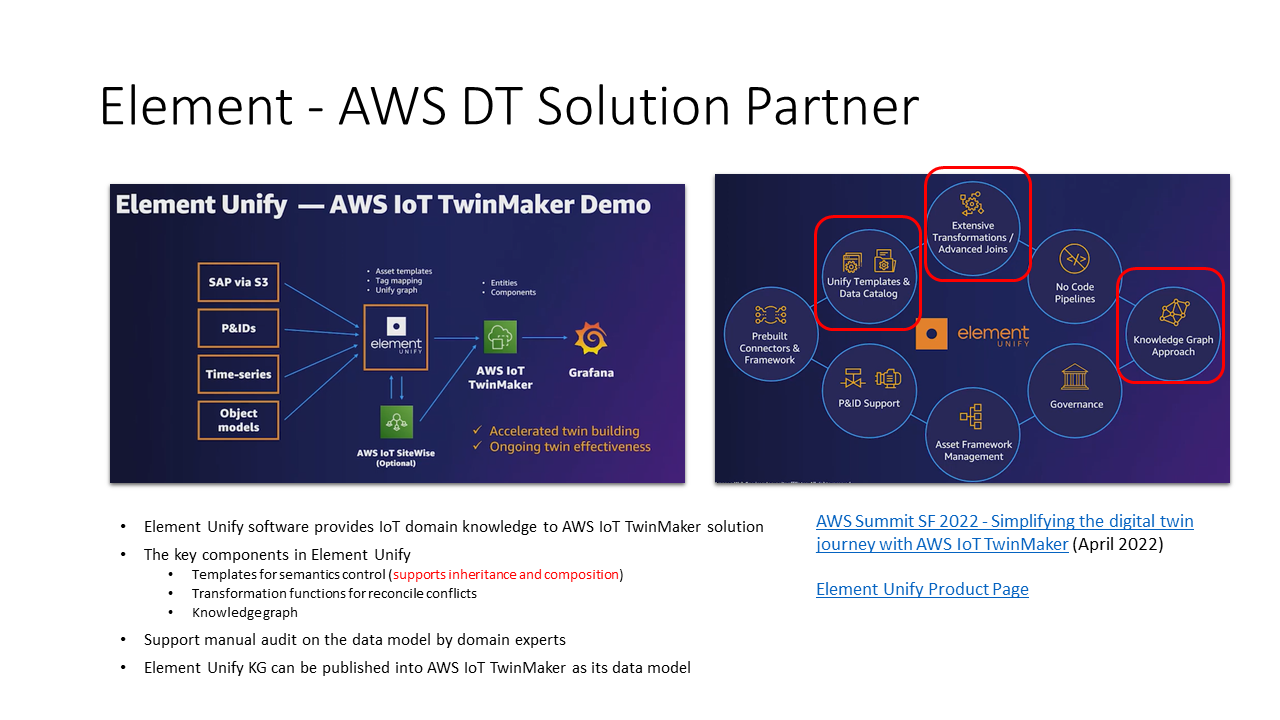 Element - AWS DT Solution Partner
Element Unify — AWS IoT TwinMaker Demo
SAP via S3
P&IDs
Time-series
Object
models
• Asset templates
• Tag mapping
• Unify graph
element
UNIFY
• Entities
• Components
AWS IoT
TwinMaker
Grafana
AWS IoT SiteWise
(Optional)
✓ Accelerated twin building
✓ Ongoing twin effectiveness
Extensive
Transformations /
Advanced Joins
Unify Templates &
Data Catalog
No Code
Pipelines
Prebuilt
Connectors &
Framework
element
UNIFY
Knowledge Graph
Approach
P&ID Support
Governance
Asset Framework
Management
• Element Unify software provides IoT domain knowledge to AWS IoT TwinMaker solution
• The key components in Element Unify
• Templates for semantics control (supports inheritance and composition)
• Transformation functions for reconcile conflicts
• Knowledge graph
• Support manual audit on the data model by domain experts
• Element Unify KG can be published into AWS IoT TwinMaker as its data model
AWS Summit SF 2022 - Simplifying the digital twin
journey with AWS IoT TwinMaker (April 2022)
Element Unify Product Page